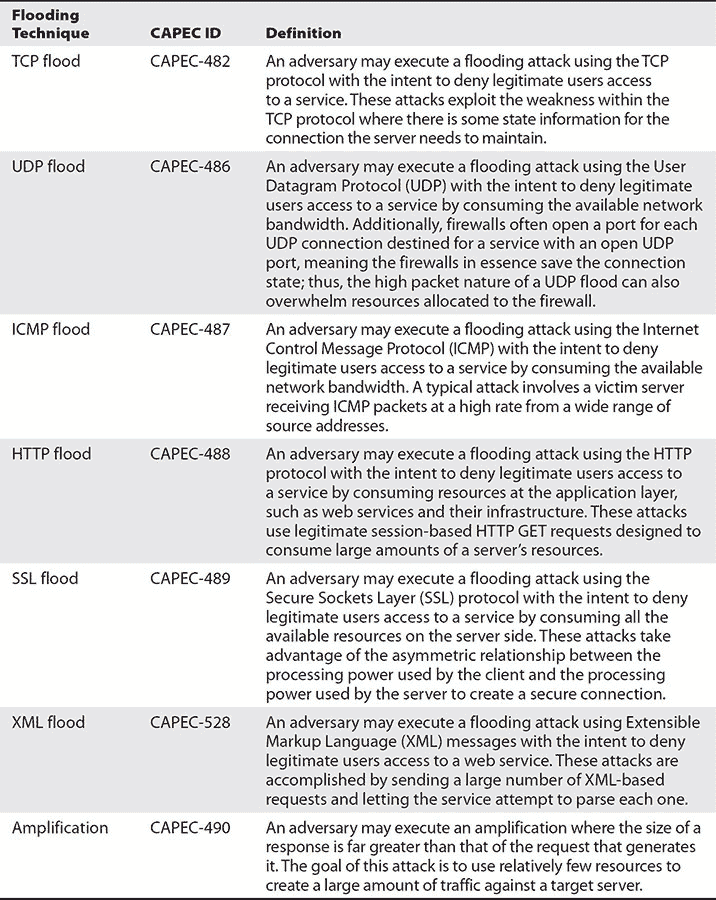 Flooding
Technique CAPEC ID Definition
TCP flood CAPEC-482 An adversary may execute a flooding attack using the TCP
protocol with the intent to deny legitimate users access
to a service. These attacks exploit the weakness within the
TCP protocol where there is some state information for the
connection the server needs to maintain.
UDP flood CAPEC-486 An adversary may execute a flooding attack using the User
Datagram Protocol (UDP) with the intent to deny legitimate
users access to a service by consuming the available network
bandwidth. Additionally, firewalls often open a port for each
UDP connection destined for a service with an open UDP
port, meaning the firewalls in essence save the connection
state; thus, the high packet nature of a UDP flood can also
overwhelm resources allocated to the firewall.
ICMP flood CAPEC-487 An adversary may execute a flooding attack using the Internet
Control Message Protocol (ICMP) with the intent to deny
legitimate users access to a service by consuming the available
network bandwidth. A typical attack involves a victim server
receiving ICMP packets at a high rate from a wide range of
source addresses.
HTTP flood CAPEC-488 An adversary may execute a flooding attack using the HTTP
protocol with the intent to deny legitimate users access to
a service by consuming resources at the application layer,
such as web services and their infrastructure. These attacks
use legitimate session-based HTTP GET requests designed to
consume large amounts of a server's resources.
SSL flood CAPEC-489 An adversary may execute a flooding attack using the
Secure Sockets Layer (SSL) protocol with the intent to deny
legitimate users access to a service by consuming all the
available resources on the server side. These attacks take
advantage of the asymmetric relationship between the
processing power used by the client and the processing
power used by the server to create a secure connection.
XML flood CAPEC-528 An adversary may execute a flooding attack using Extensible
Markup Language (XML) messages with the intent to deny
legitimate users access to a web service. These attacks are
accomplished by sending a large number of XML-based
requests and letting the service attempt to parse each one.
Amplification CAPEC-490 An adversary may execute an amplification where the size of a
response is far greater than that of the request that generates
it. The goal of this attack is to use relatively few resources to
create a large amount of traffic against a target server.